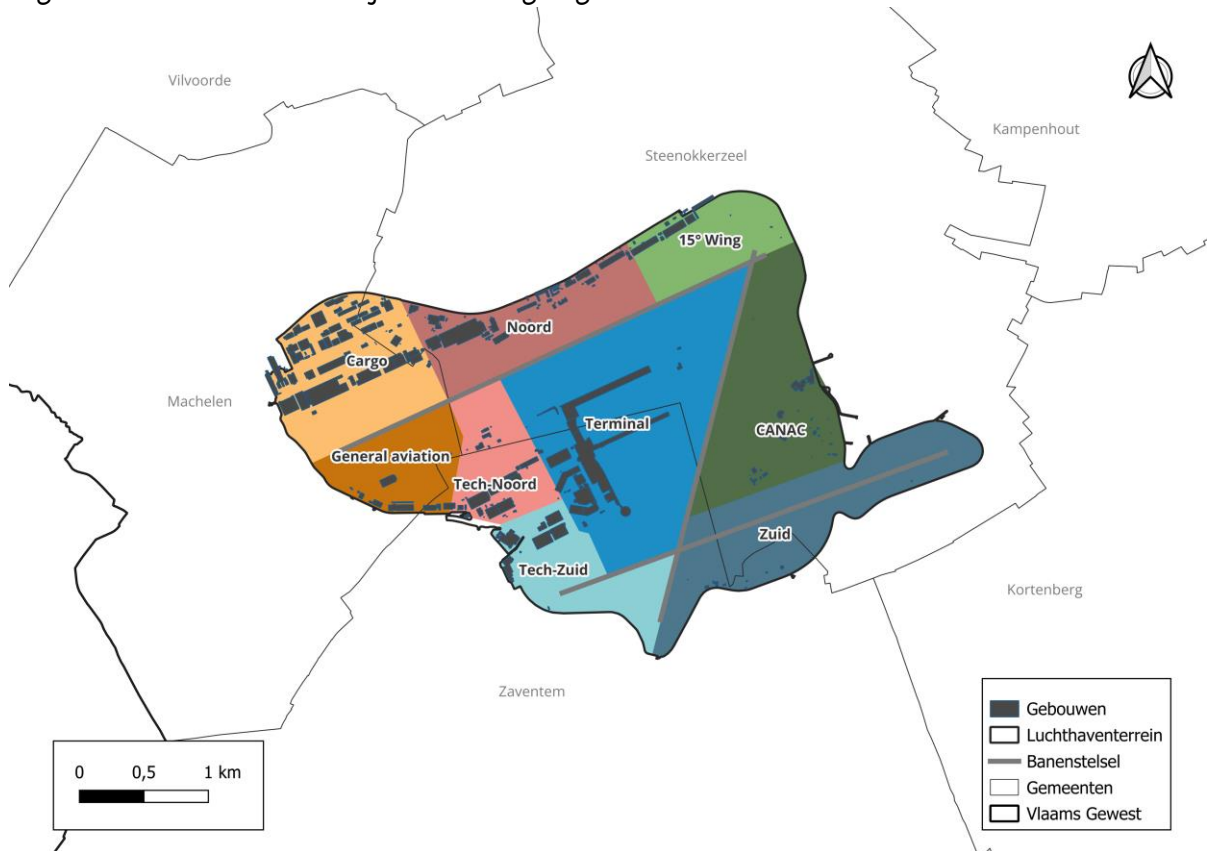 Vilvoorde
Kampenhout
Steenokkerzeel
15° Wing
Noord
Cargo
Machelen
Terminal
CANAC
General aviation
Tech-Noord
Zuid
Tech-Zuid
Kortenberg
Zaventem
Gebouwen
Luchthaventerrein
Banenstelsel
Gemeenten
Vlaams Gewest
0 0,5 1 km